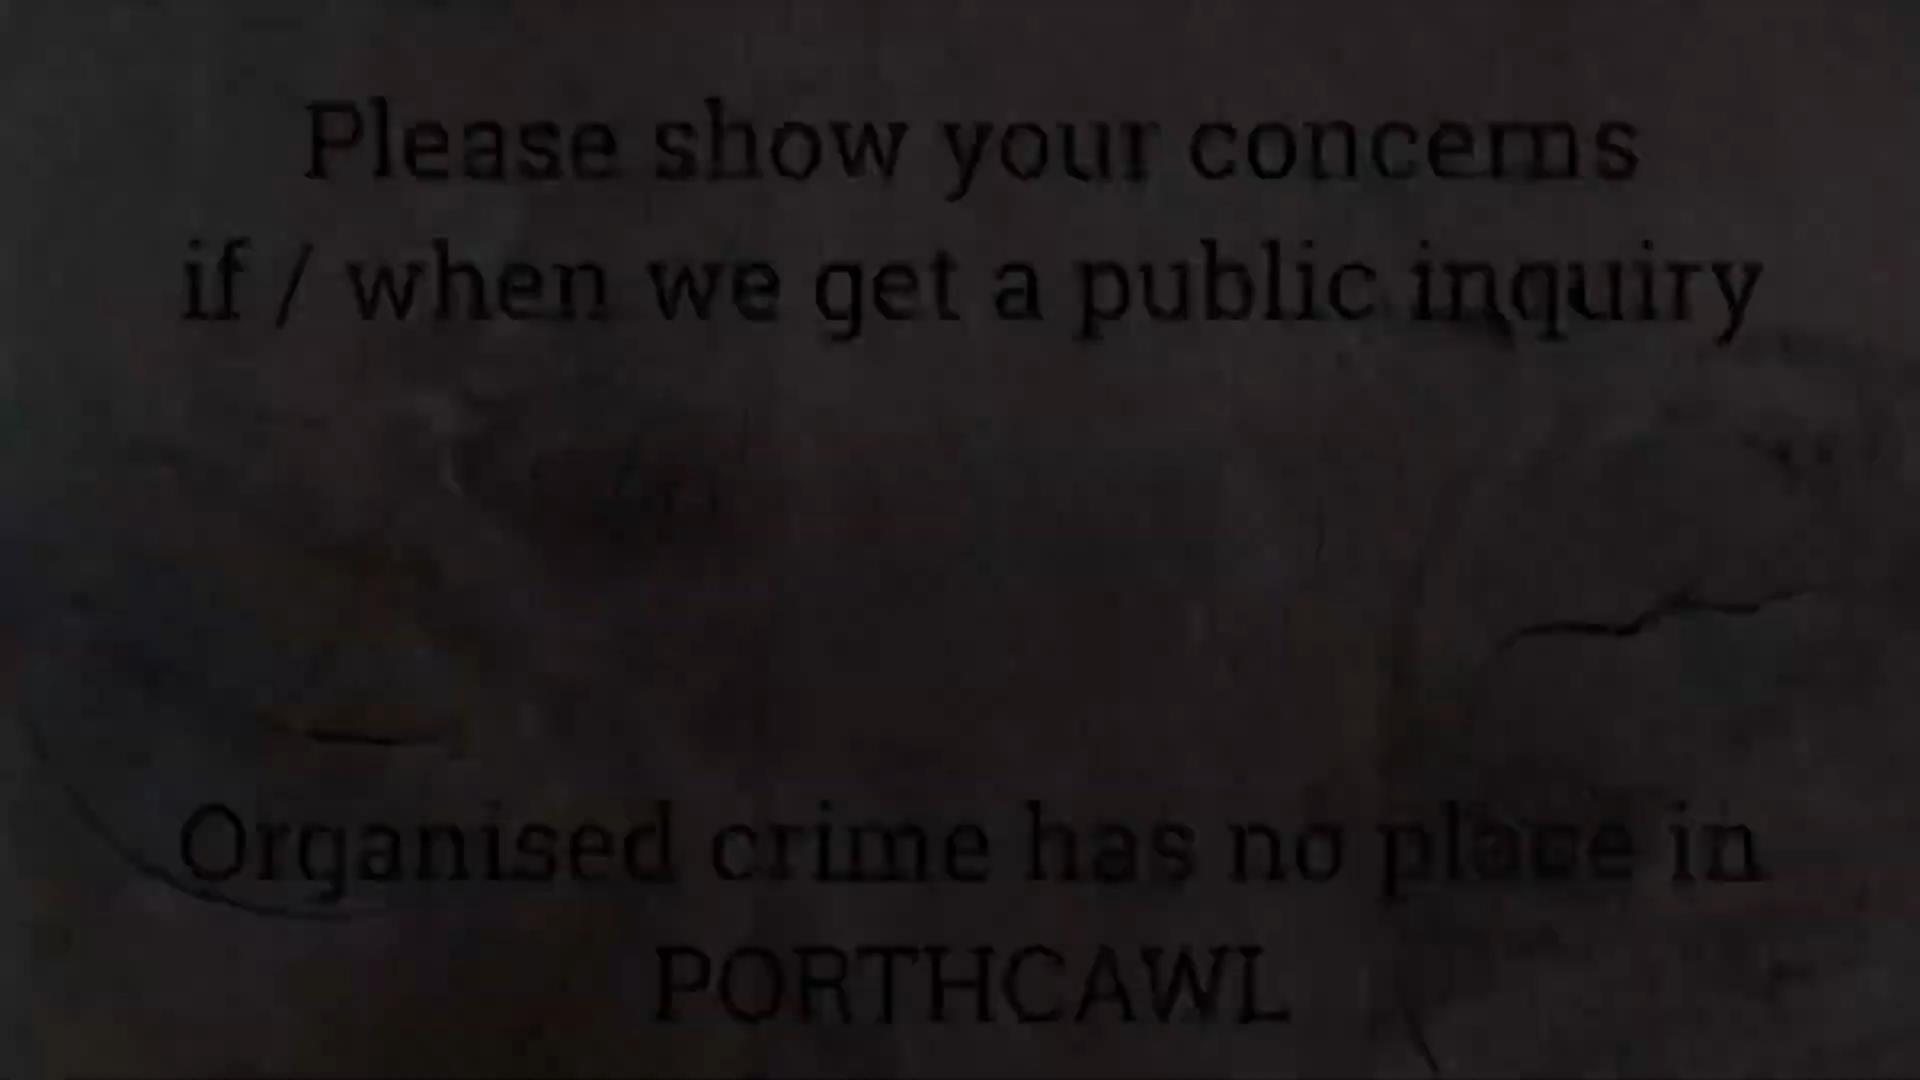 Please show your concerns
if / when we get a public inquiry
Organised crime has no place in
PORTHCAWL